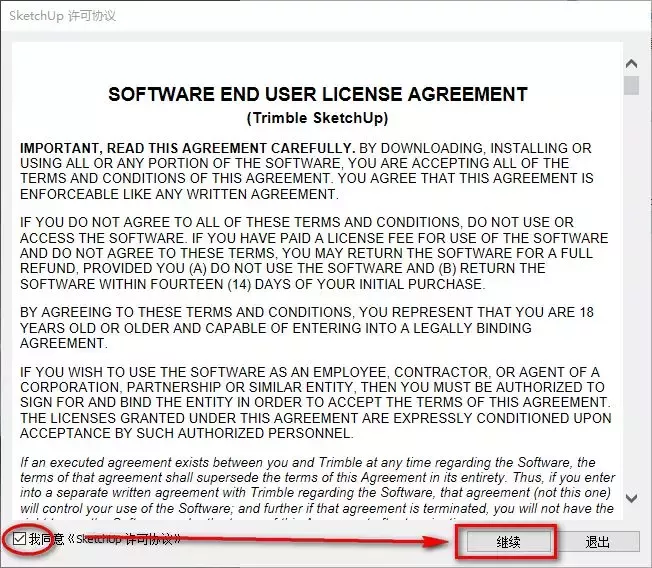 SketchUp 许可协议
SOFTWARE END USER LICENSE AGREEMENT
(Trimble SketchUp)
IMPORTANT, READ THIS AGREEMENT CAREFULLY. BY DOWNLOADING, INSTALLING OR
USING ALL OR ANY PORTION OF THE SOFTWARE, YOU ARE ACCEPTING ALL OF THE
TERMS AND CONDITIONS OF THIS AGREEMENT. YOU AGREE THAT THIS AGREEMENT IS
ENFORCEABLE LIKE ANY WRITTEN AGREEMENT.
IF YOU DO NOT AGREE TO ALL OF THESE TERMS AND CONDITIONS, DO NOT USE OR
ACCESS THE SOFTWARE. IF YOU HAVE PAID A LICENSE FEE FOR USE OF THE SOFTWARE
AND DO NOT AGREE TO THESE TERMS, YOU MAY RETURN THE SOFTWARE FOR A FULL
REFUND, PROVIDED YOU (A) DO NOT USE THE SOFTWARE AND (B) RETURN THE
SOFTWARE WITHIN FOURTEEN (14) DAYS OF YOUR INITIAL PURCHASE.
BY AGREEING TO THESE TERMS AND CONDITIONS, YOU REPRESENT THAT YOU ARE 18
YEARS OLD OR OLDER AND CAPABLE OF ENTERING INTO A LEGALLY BINDING
AGREEMENT.
IF YOU WISH TO USE THE SOFTWARE AS AN EMPLOYEE, CONTRACTOR, OR AGENT OF A
CORPORATION, PARTNERSHIP OR SIMILAR ENTITY, THEN YOU MUST BE AUTHORIZED TO
SIGN FOR AND BIND THE ENTITY IN ORDER TO ACCEPT THE TERMS OF THIS AGREEMENT.
THE LICENSES GRANTED UNDER THIS AGREEMENT ARE EXPRESSLY CONDITIONED UPON
ACCEPTANCE BY SUCH AUTHORIZED PERSONNEL.
If an executed agreement exists between you and Trimble at any time regarding the Software, the
terms of that agreement shall supersede the terms of this Agreement in its entirety. Thus, if you enter
into a separate written agreement with Trimble regarding the Software, that agreement (not this one)
will control your use of the Software; and further if that agreement is terminated, you will not have the
我同意《SketchUp 许可协议》
继续
退出